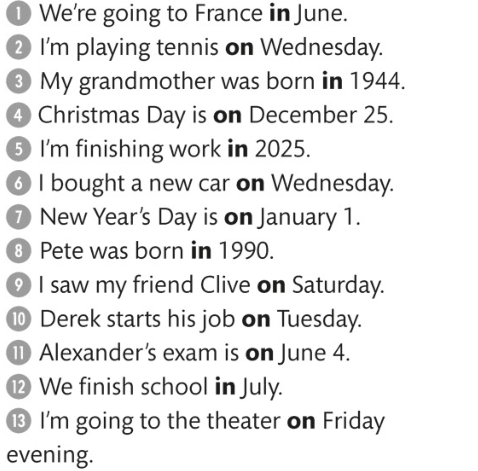 1 We're going to France in June.
2 I'm playing tennis on Wednesday.
3 My grandmother was born in 1944.
4 Christmas Day is on December 25.
5 I'm finishing work in 2025.
6 I bought a new car on Wednesday.
7 New Year's Day is on January 1.
8 Pete was born in 1990.
9 I saw my friend Clive on Saturday.
10 Derek starts his job on Tuesday.
11 Alexander's exam is on June 4.
12 We finish school in July.
13 I'm going to the theater on Friday
evening.